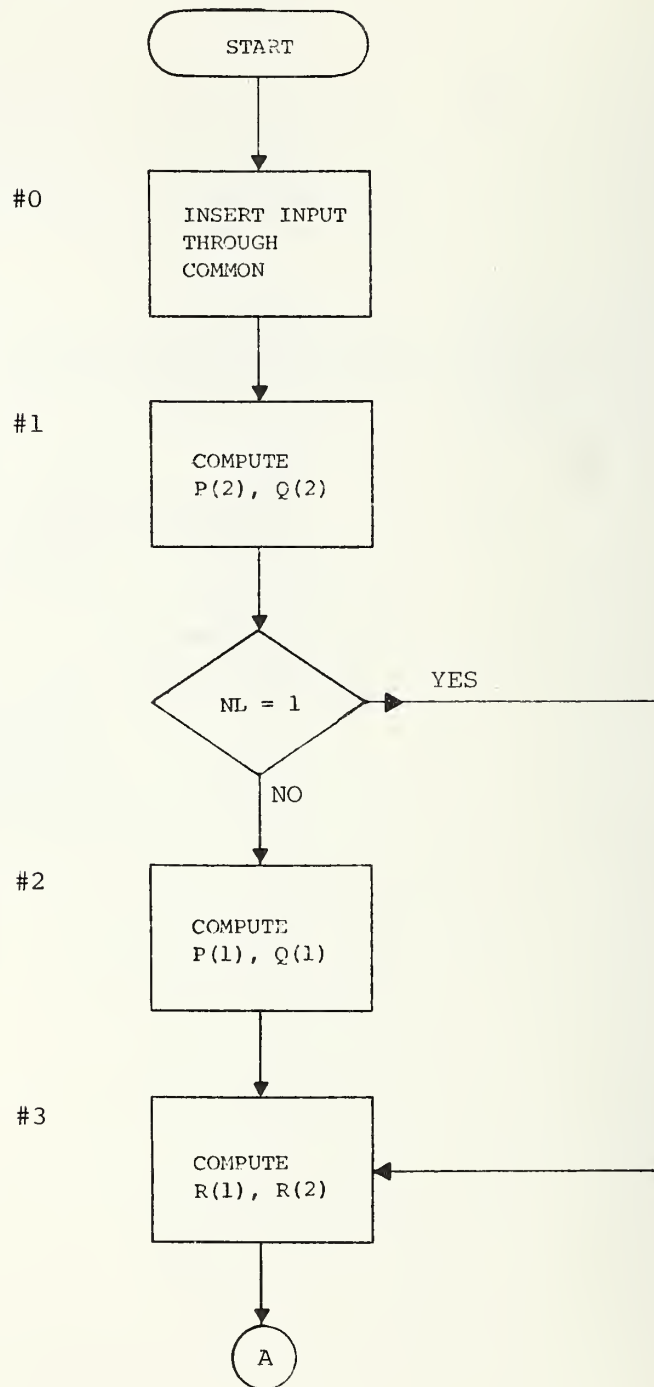 START
#0
INSERT INPUT
THROUGH
COMMON
#1
COMPUTE
P(2), Q(2)
NL = 1
YES
NO
#2
COMPUTE
P(1), Q(1)
#3
COMPUTE
R(1), R(2)
A